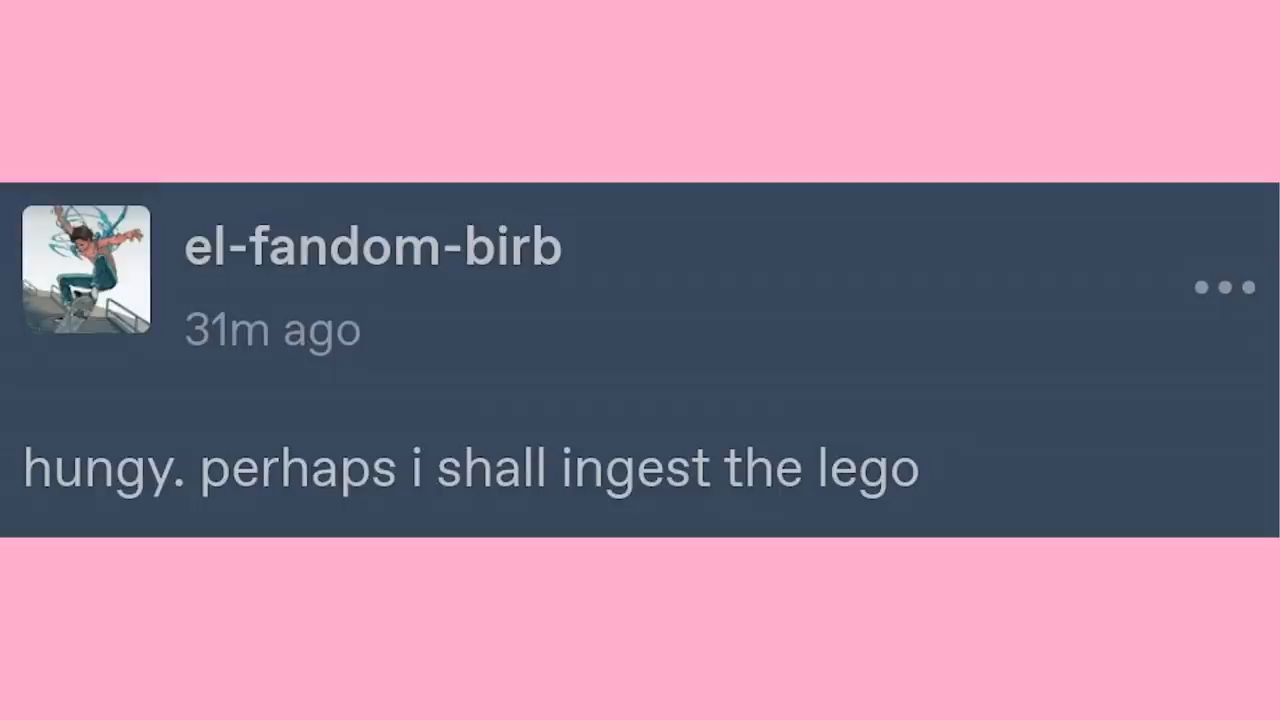 el-fandom-birb
31m ago
hungy. perhaps i shall ingest the lego